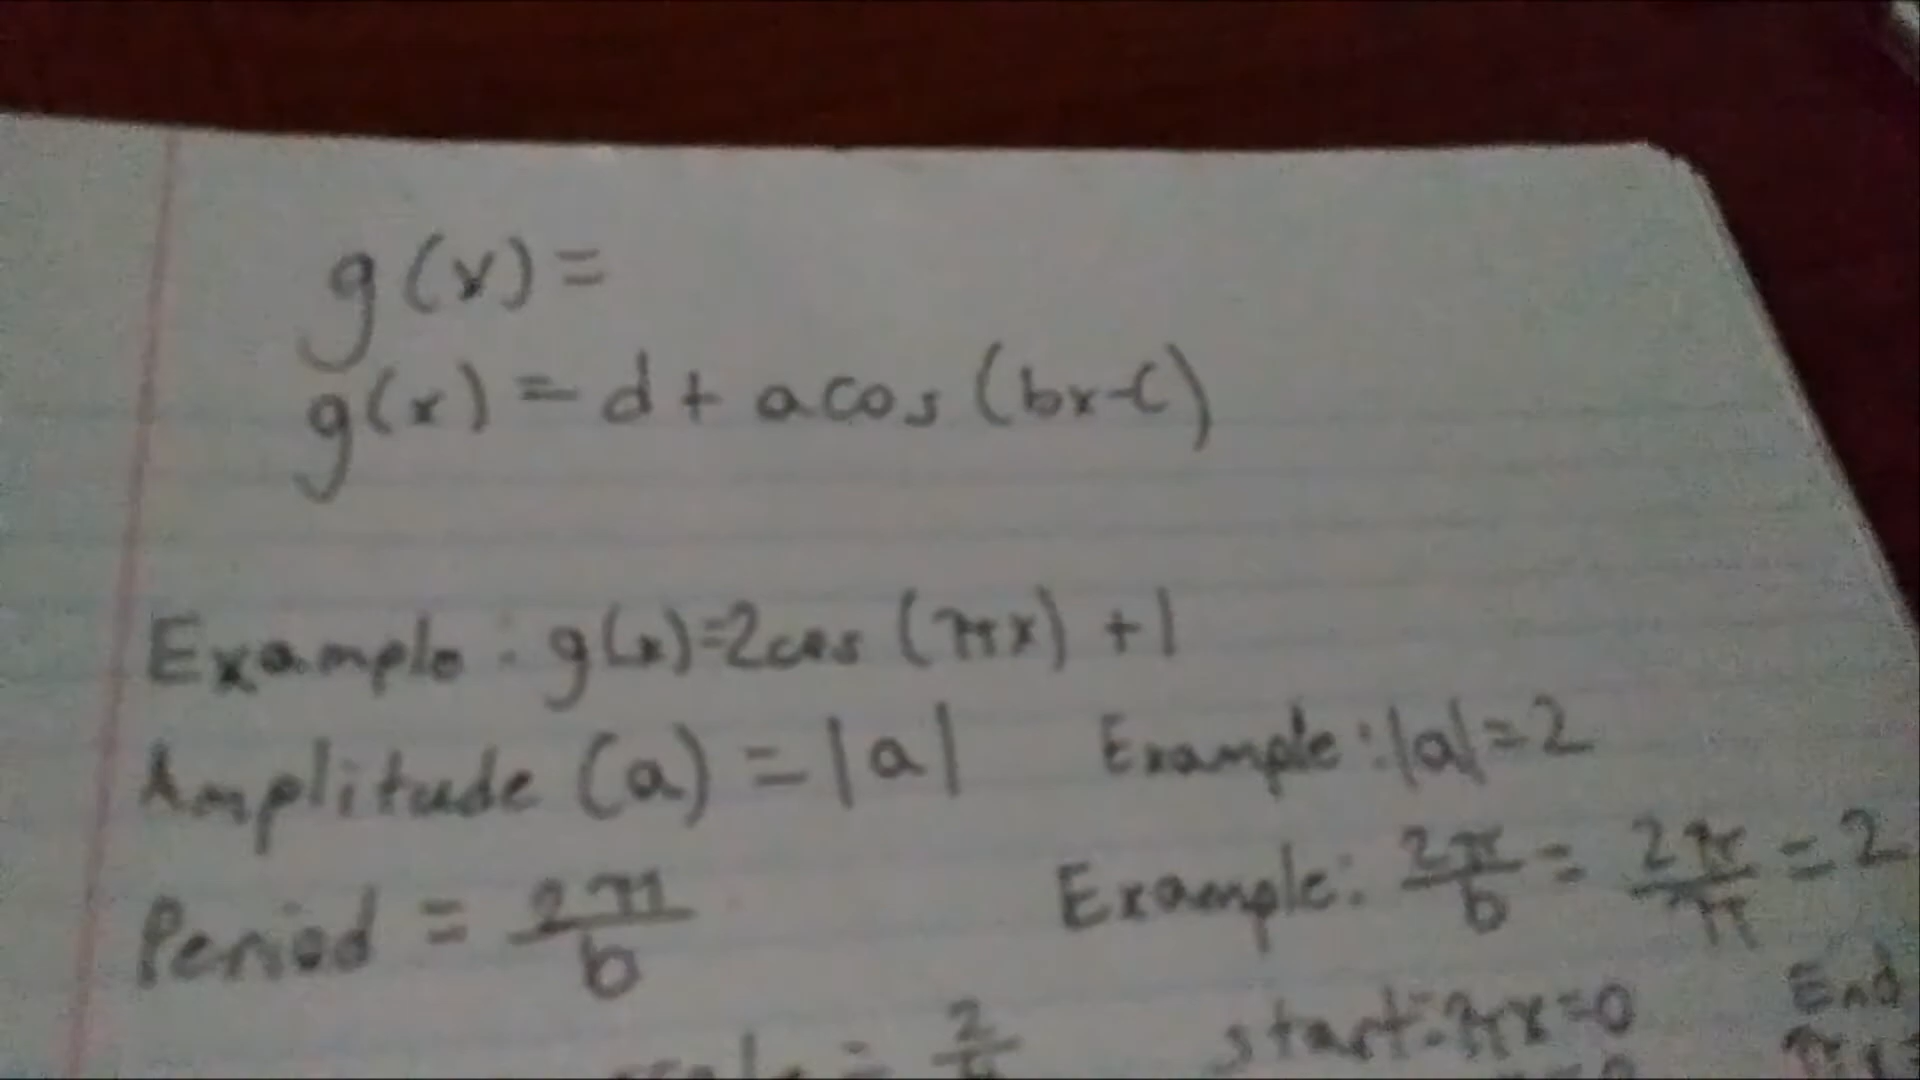 g(x)=
g(x) = d + a cos (bx-c)
Example: g(x)=2cos (πx) +1
Amplitude (a) = |a| Example: |a|=2
Period = 2π/b Example: 2π/b = 2π/π = 2
start: πx=0 End